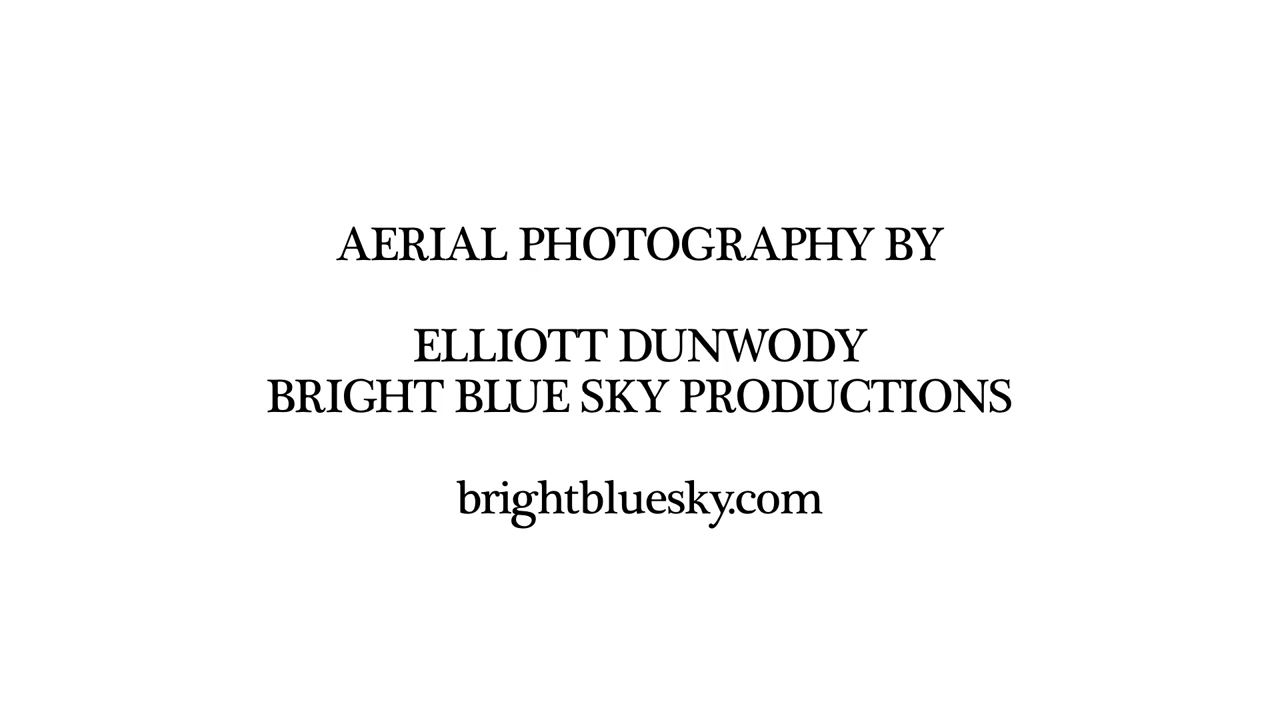 AERIAL PHOTOGRAPHY BY
ELLIOTT DUNWODY
BRIGHT BLUE SKY PRODUCTIONS
brightbluesky.com